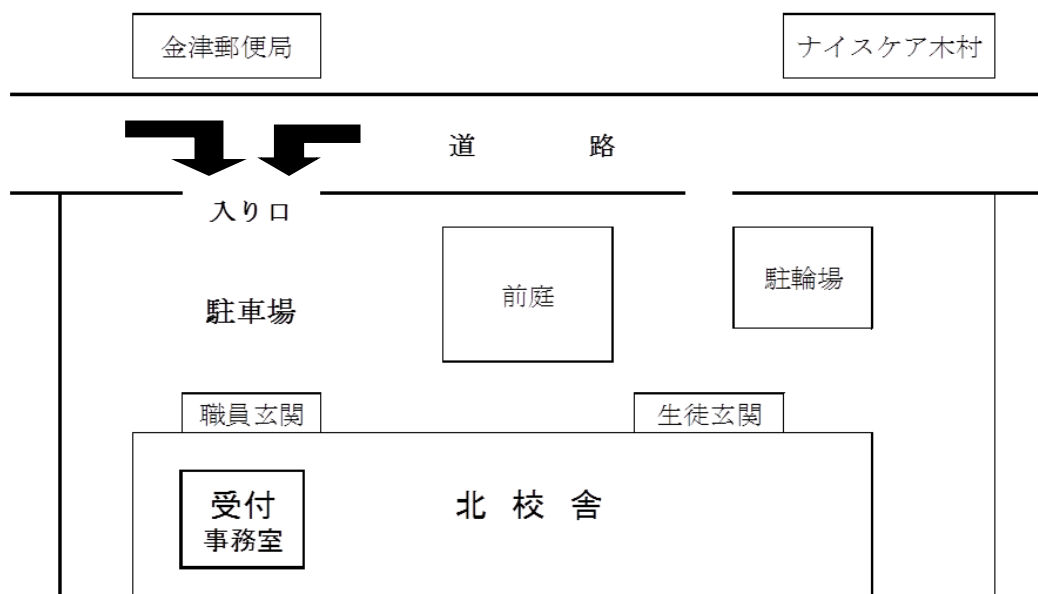 金津郵便局
ナイスケア木村
道路
入り口
駐車場
前庭
駐輪場
職員玄関
生徒玄関
受付
事務室
北校舎